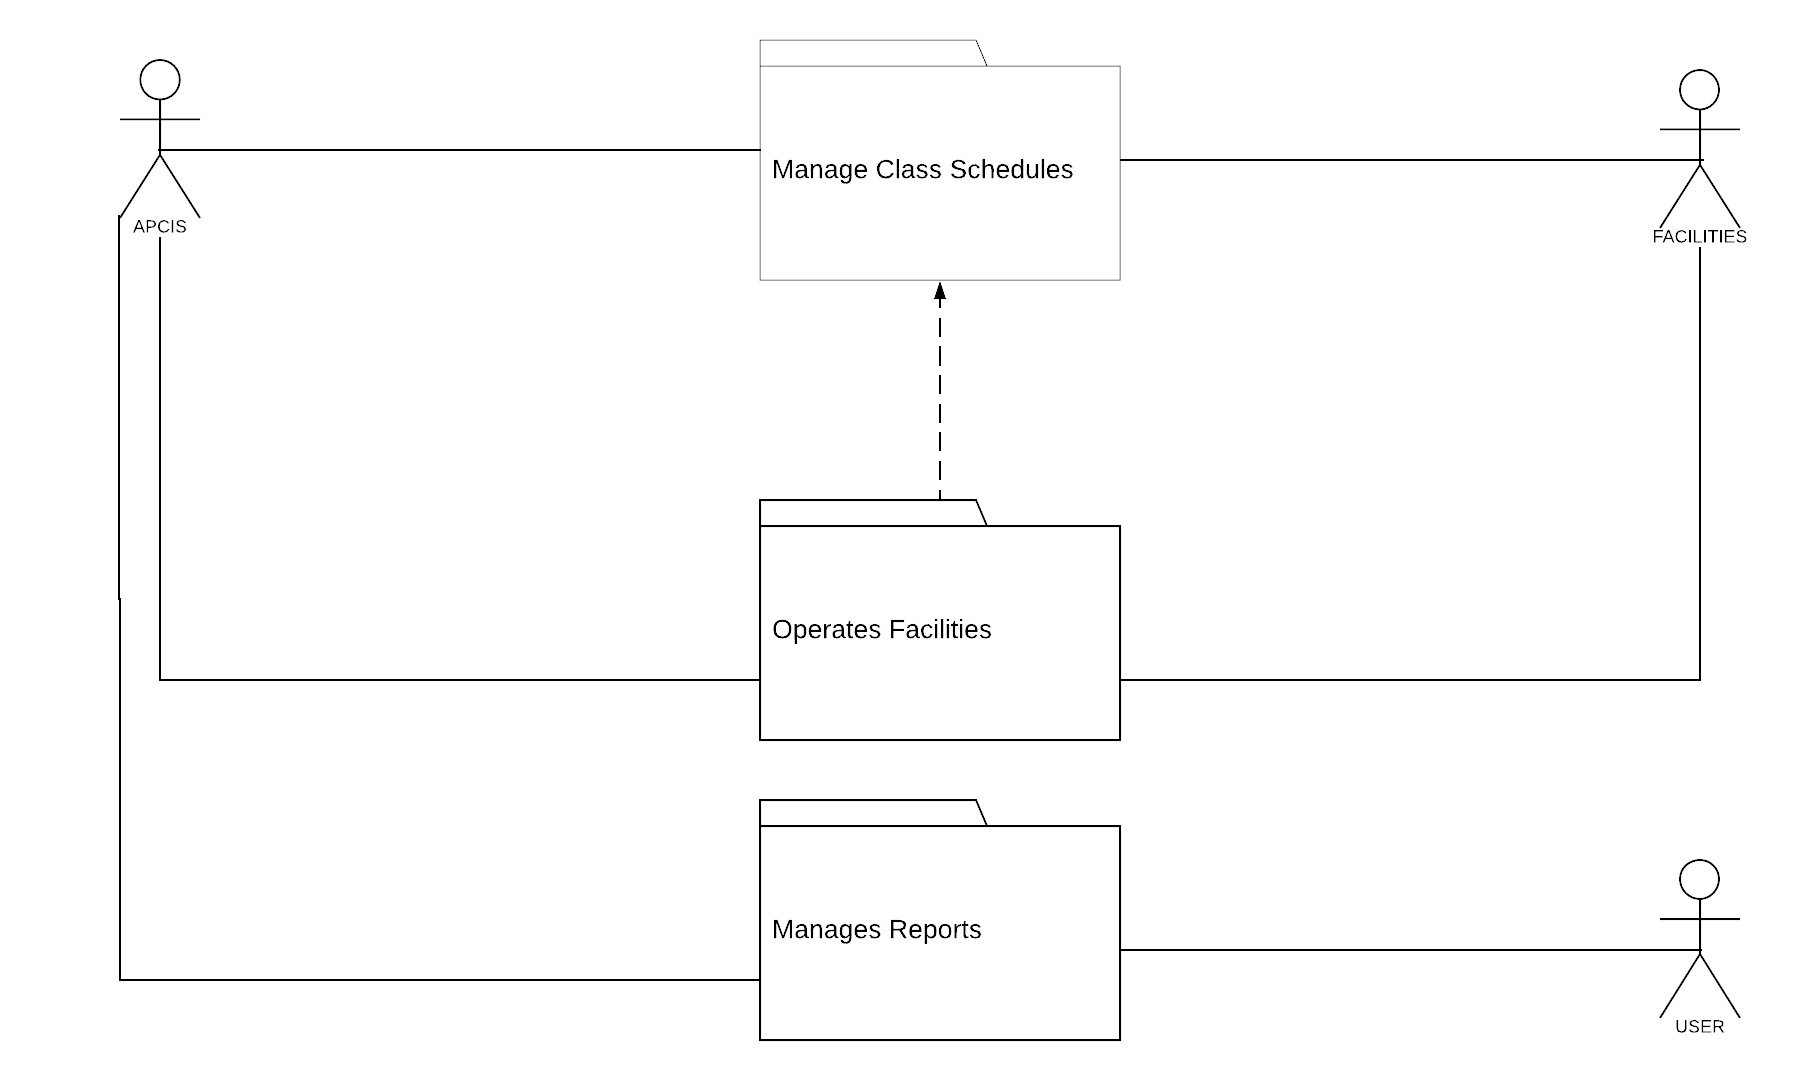 Manage Class Schedules
APCIS
FACILITIES
Operates Facilities
Manages Reports
USER